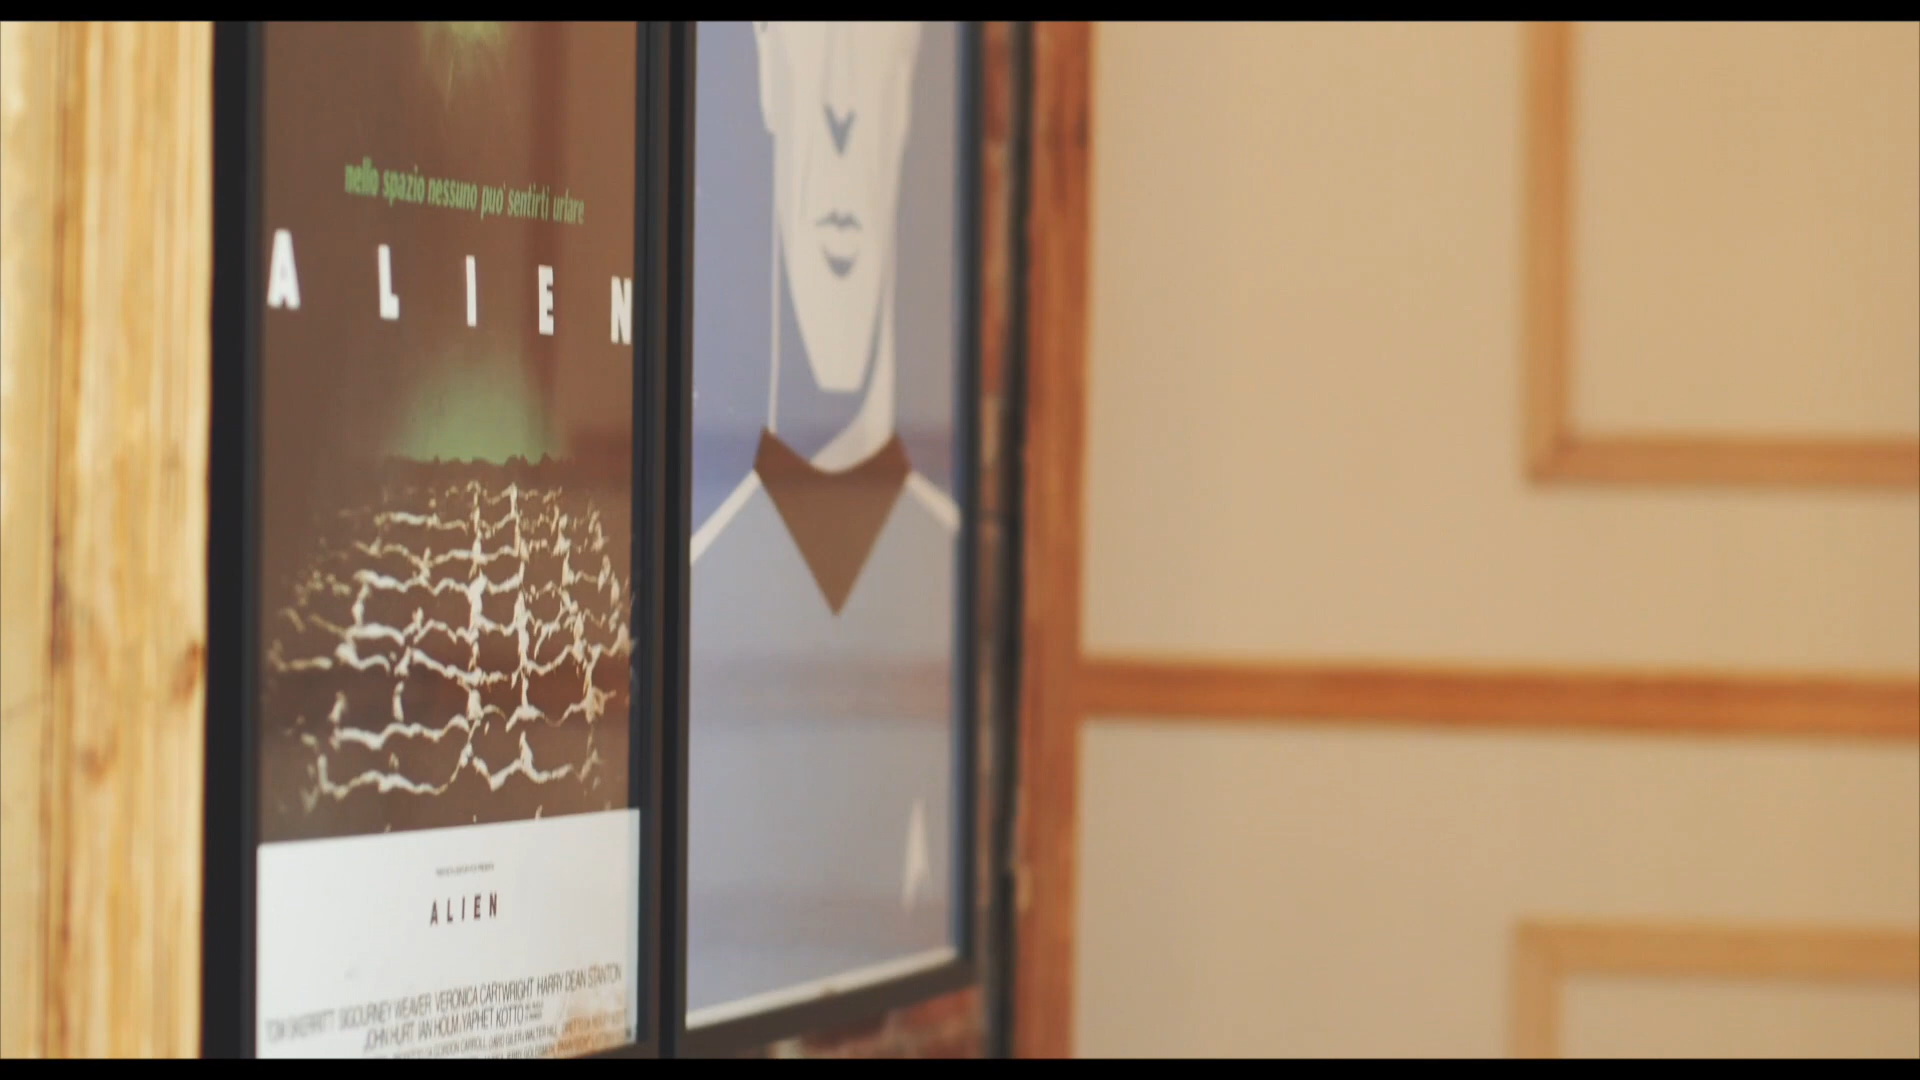 nello spazio nessuno puo' sentirti urlare
ALIEN
ALIEN
TOM SKERRITT SIGOURNEY WEAVER VERONICA CARTWRIGHT HARRY DEAN STANTON
JOHN HURT IAN HOLM YAPHET KOTTO